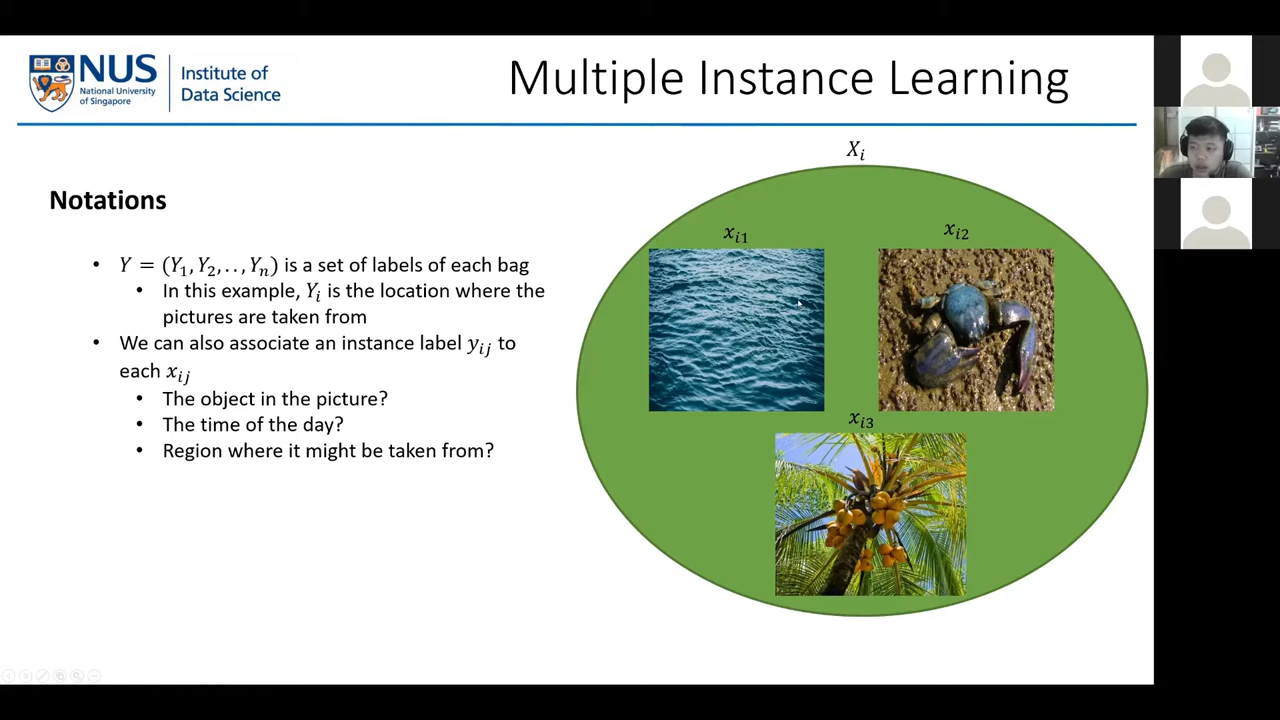 NUS
National University
of Singapore
Institute of
Data Science
Multiple Instance Learning
Notations
• Y = (Y₁, Y₂, . . , Yₙ) is a set of labels of each bag
• In this example, Yᵢ is the location where the
pictures are taken from
• We can also associate an instance label yᵢⱼ to
each xᵢⱼ
• The object in the picture?
• The time of the day?
• Region where it might be taken from?
Xᵢ
xᵢ₁
xᵢ₂
xᵢ₃